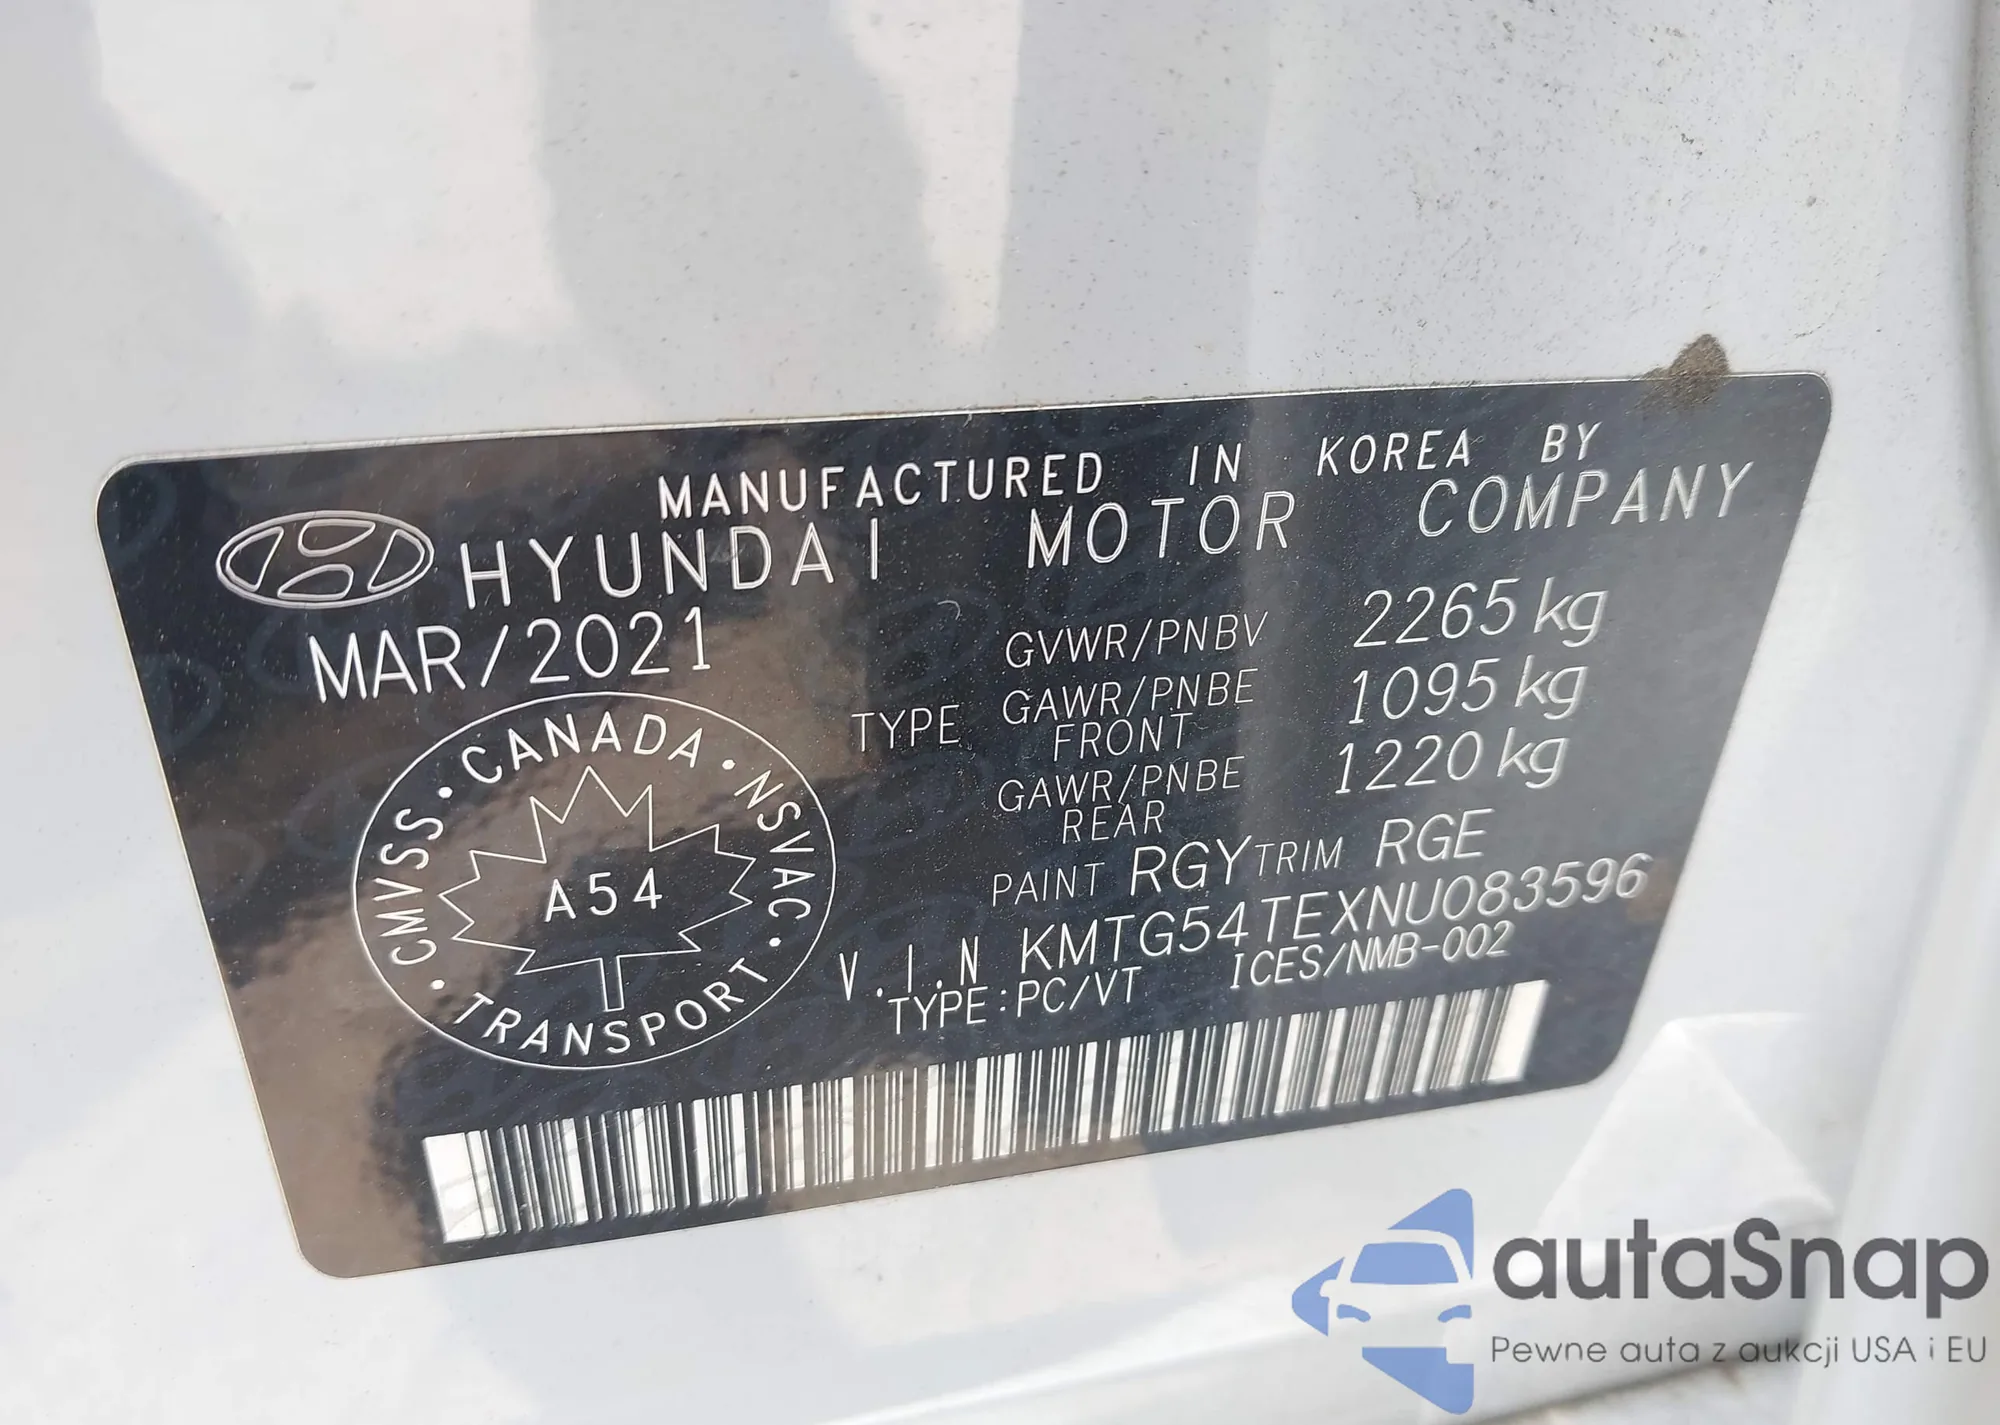 MANUFACTURED IN KOREA BY
HYUNDAI MOTOR COMPANY
MAR/2021
GVWR/PNBV 2265 kg
TYPE GAWR/PNBE FRONT 1095 kg
GAWR/PNBE REAR 1220 kg
PAINT RGY TRIM RGE
V.I.N KMTG54TEXNU083596
TYPE:PC/VT ICES/NMB-002
CMVSS · CANADA · NSVAC · TRANSPORT ·
A54
autaSnap
Pewne auta z aukcji USA i EU